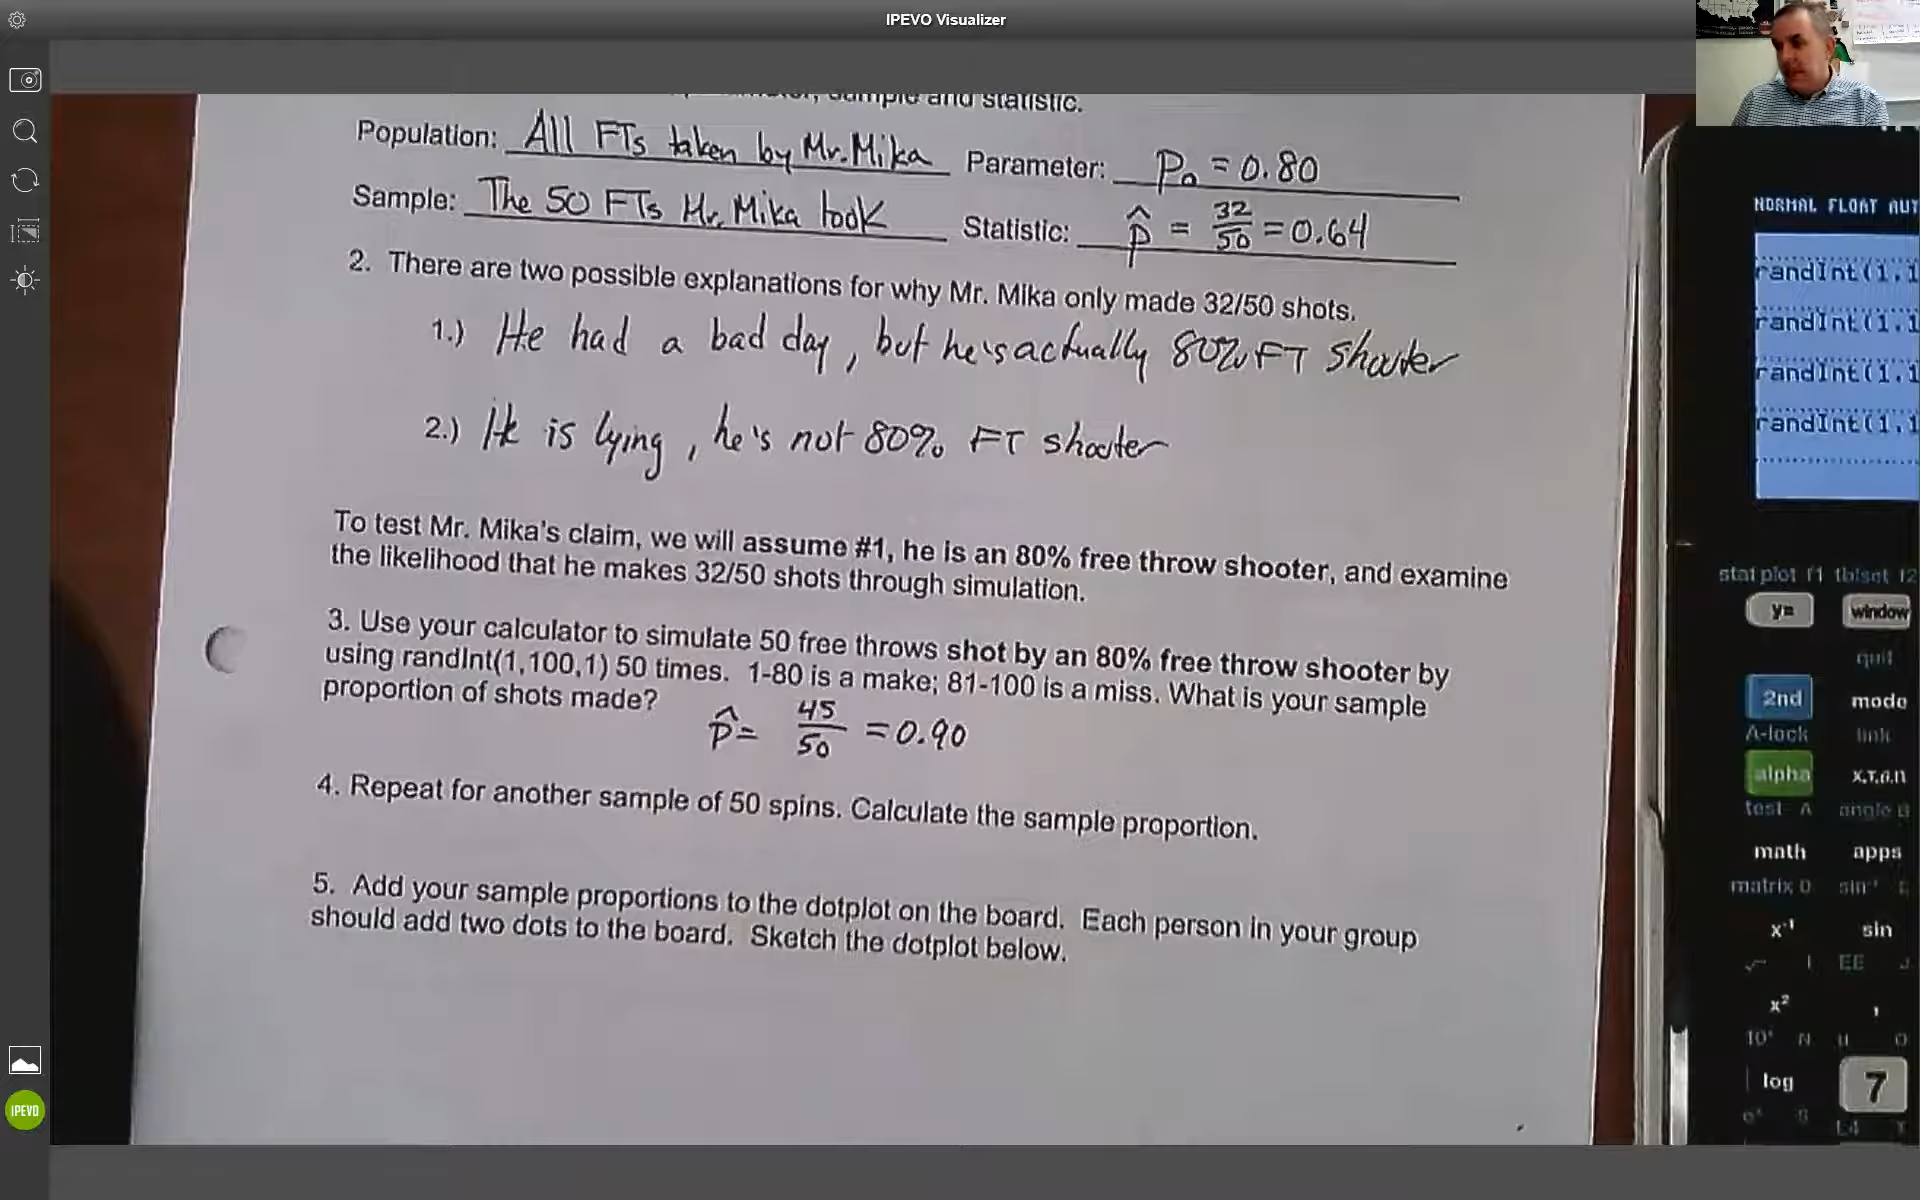 IPEVO Visualizer
sample and statistic.
Population: All FTs taken by Mr. Mika Parameter: P₀ = 0.80
Sample: The 50 FTs Mr. Mika took Statistic: p̂ = 32/50 = 0.64
2. There are two possible explanations for why Mr. Mika only made 32/50 shots.
1.) He had a bad day, but he's actually 80% FT shooter
2.) He is lying, he's not 80% FT shooter
To test Mr. Mika's claim, we will assume #1, he is an 80% free throw shooter, and examine
the likelihood that he makes 32/50 shots through simulation.
3. Use your calculator to simulate 50 free throws shot by an 80% free throw shooter by
using randInt(1,100,1) 50 times. 1-80 is a make; 81-100 is a miss. What is your sample
proportion of shots made? p̂ = 45/50 = 0.90
4. Repeat for another sample of 50 spins. Calculate the sample proportion.
5. Add your sample proportions to the dotplot on the board. Each person in your group
should add two dots to the board. Sketch the dotplot below.
NORMAL FLOAT AUT
randInt(1,1
randInt(1,1
randInt(1,1
randInt(1,1
stat plot f1 tblset f2
y= window
quit
2nd mode
A-lock link
alpha X,T,θ,n
test A angle B
math apps
matrix D sin⁻¹
x⁻¹ sin
EE J
x² ,
10ˣ N u O
log 7
L4
IPEVO